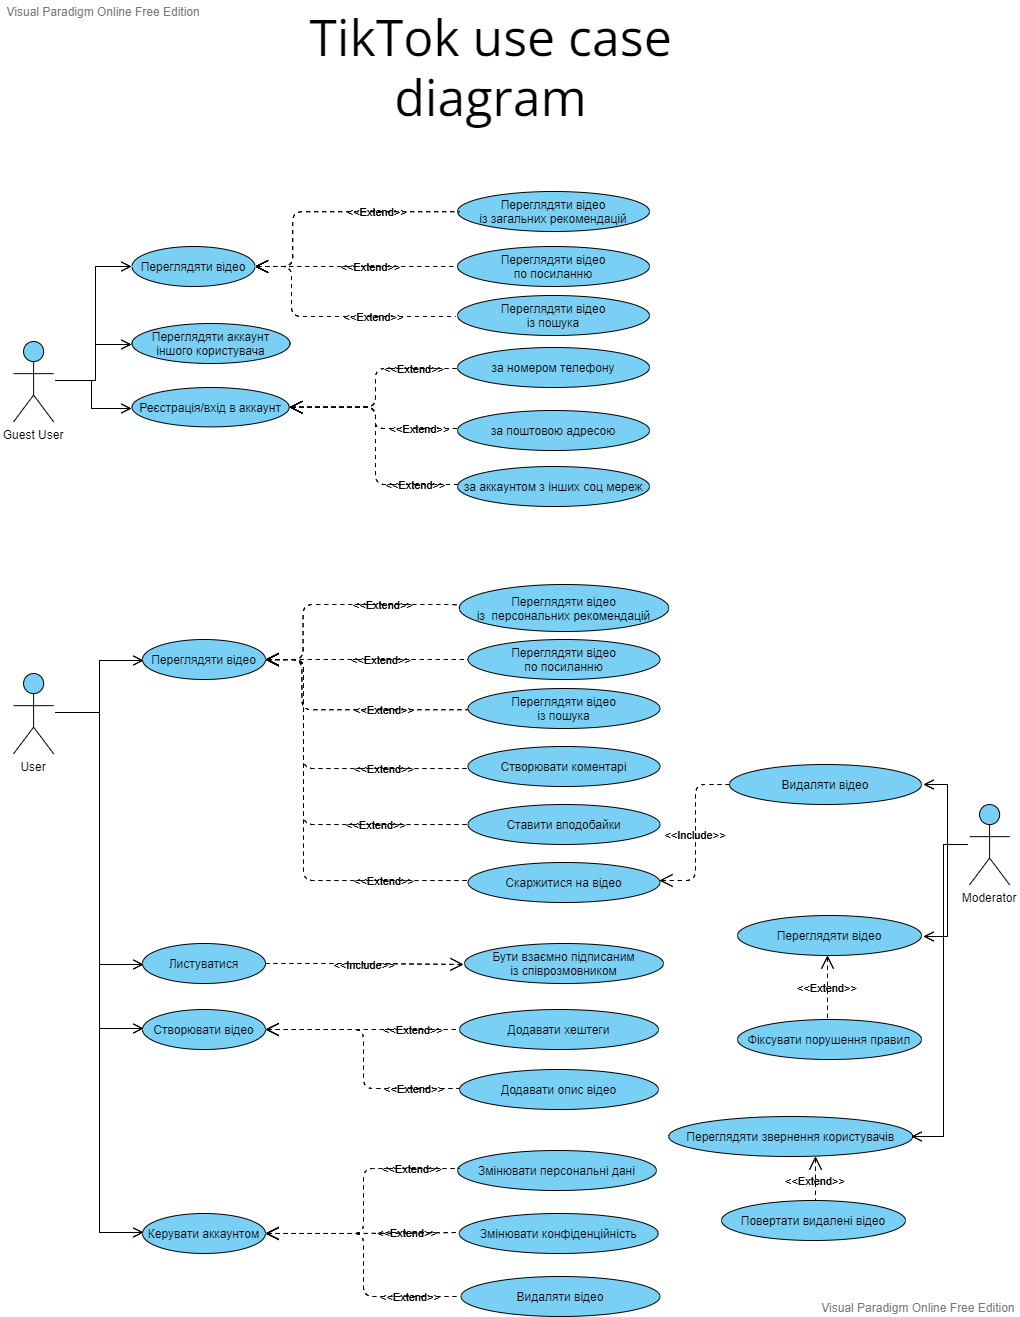 Visual Paradigm Online Free Edition
TikTok use case
diagram
Переглядяти відео
із загальних рекомендацій
<<Extend>>
Переглядяти відео
<<Extend>>
Переглядяти відео
по посиланню
<<Extend>>
Переглядяти відео
із пошука
Переглядяти аккаунт
іншого користувача
<<Extend>>
за номером телефону
Реєстрація/вхід в аккаунт
Guest User
<<Extend>>
за поштовою адресою
<<Extend>>
за аккаунтом з інших соц мереж
<<Extend>>
Переглядяти відео
із персональних рекомендацій
Переглядяти відео
<<Extend>>
Переглядяти відео
по посиланню
<<Extend>>
Переглядяти відео
із пошука
User
<<Extend>>
Створювати коментарі
Видаляти відео
<<Extend>>
Ставити вподобайки
<<Include>>
<<Extend>>
Скаржитися на відео
Moderator
Переглядяти відео
Листуватися
<<Include>>
Бути взаємно підписаним
із співрозмовником
<<Extend>>
Створювати відео
<<Extend>>
Додавати хештеги
Фіксувати порушення правил
<<Extend>>
Додавати опис відео
Переглядяти звернення користувачів
<<Extend>>
Змінювати персональні дані
<<Extend>>
Повертати видалені відео
Керувати аккаунтом
<<Extend>>
Змінювати конфіденційність
<<Extend>>
Видаляти відео
Visual Paradigm Online Free Edition